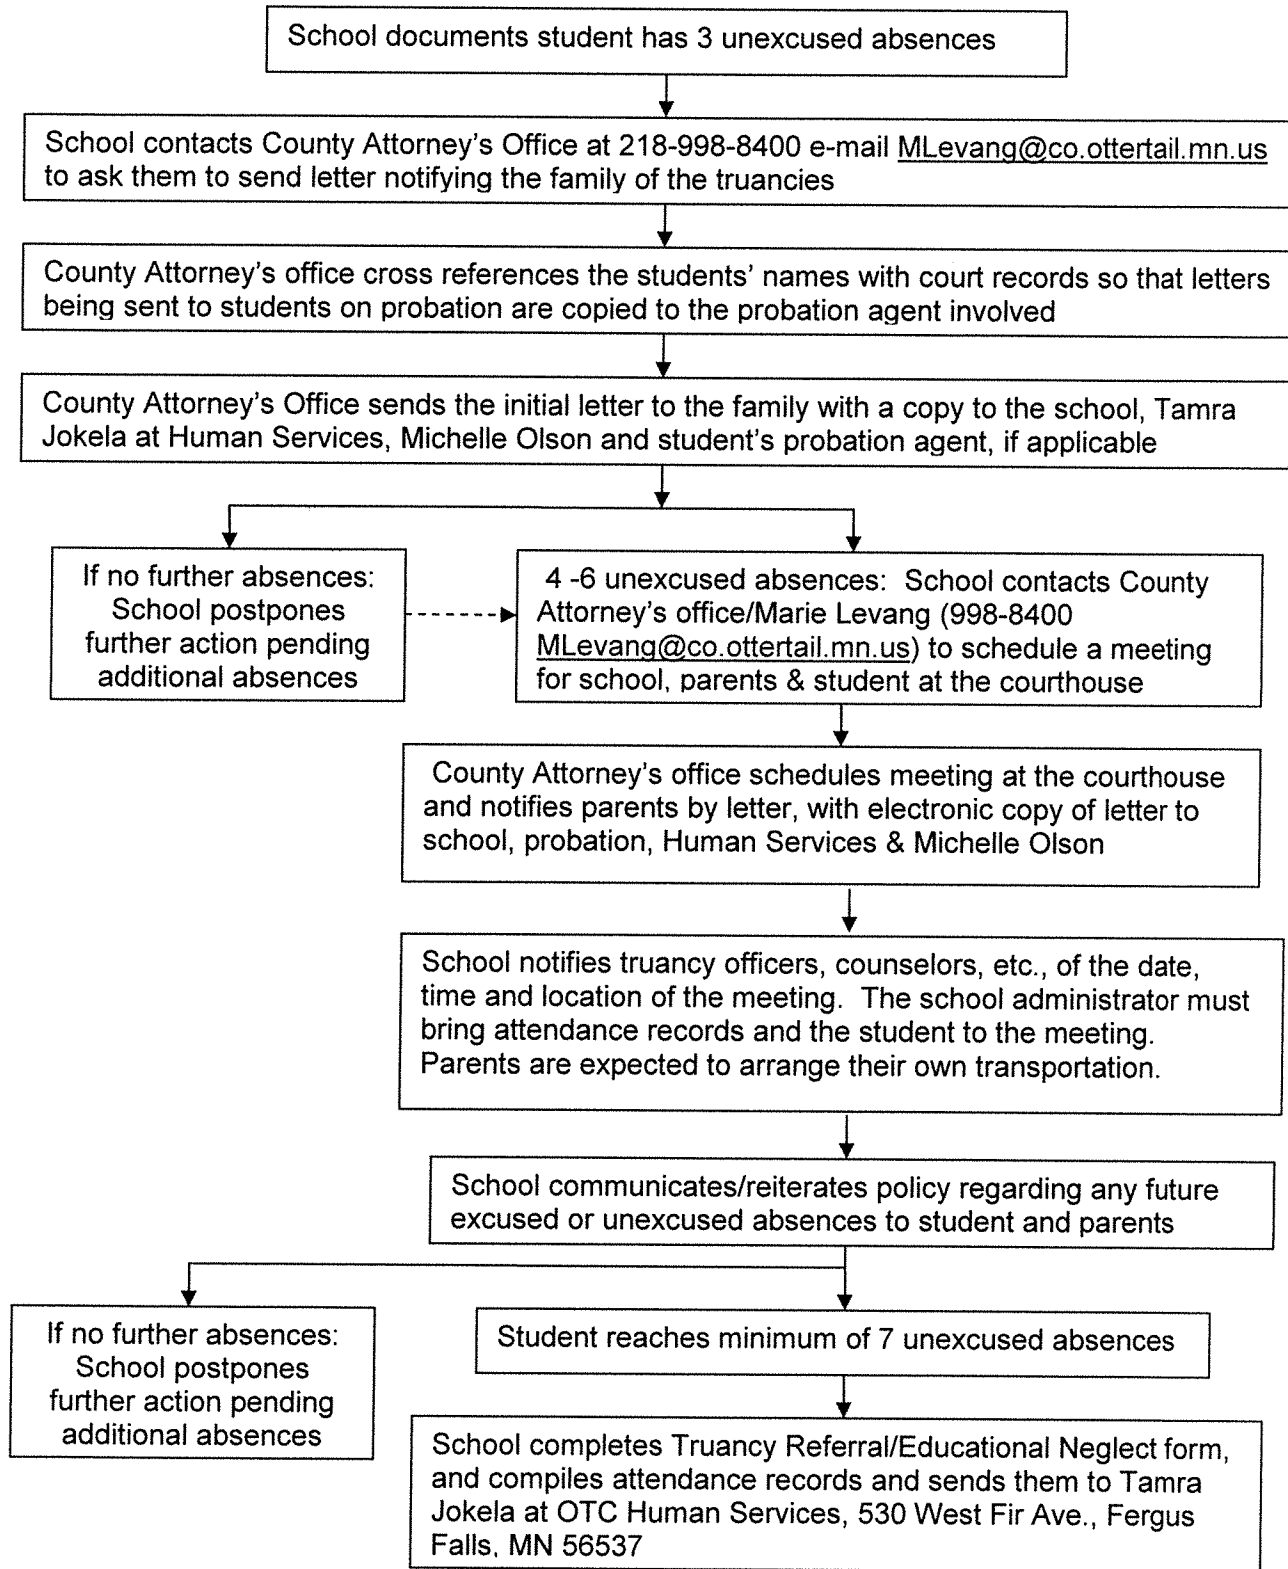 School documents student has 3 unexcused absences
School contacts County Attorney's Office at 218-998-8400 e-mail MLevang@co.ottertail.mn.us
to ask them to send letter notifying the family of the truancies
County Attorney's office cross references the students' names with court records so that letters
being sent to students on probation are copied to the probation agent involved
County Attorney's Office sends the initial letter to the family with a copy to the school, Tamra
Jokela at Human Services, Michelle Olson and student's probation agent, if applicable
If no further absences:
School postpones
further action pending
additional absences
4 -6 unexcused absences: School contacts County
Attorney's office/Marie Levang (998-8400
MLevang@co.ottertail.mn.us) to schedule a meeting
for school, parents & student at the courthouse
County Attorney's office schedules meeting at the courthouse
and notifies parents by letter, with electronic copy of letter to
school, probation, Human Services & Michelle Olson
School notifies truancy officers, counselors, etc., of the date,
time and location of the meeting. The school administrator must
bring attendance records and the student to the meeting.
Parents are expected to arrange their own transportation.
School communicates/reiterates policy regarding any future
excused or unexcused absences to student and parents
If no further absences:
School postpones
further action pending
additional absences
Student reaches minimum of 7 unexcused absences
School completes Truancy Referral/Educational Neglect form,
and compiles attendance records and sends them to Tamra
Jokela at OTC Human Services, 530 West Fir Ave., Fergus
Falls, MN 56537